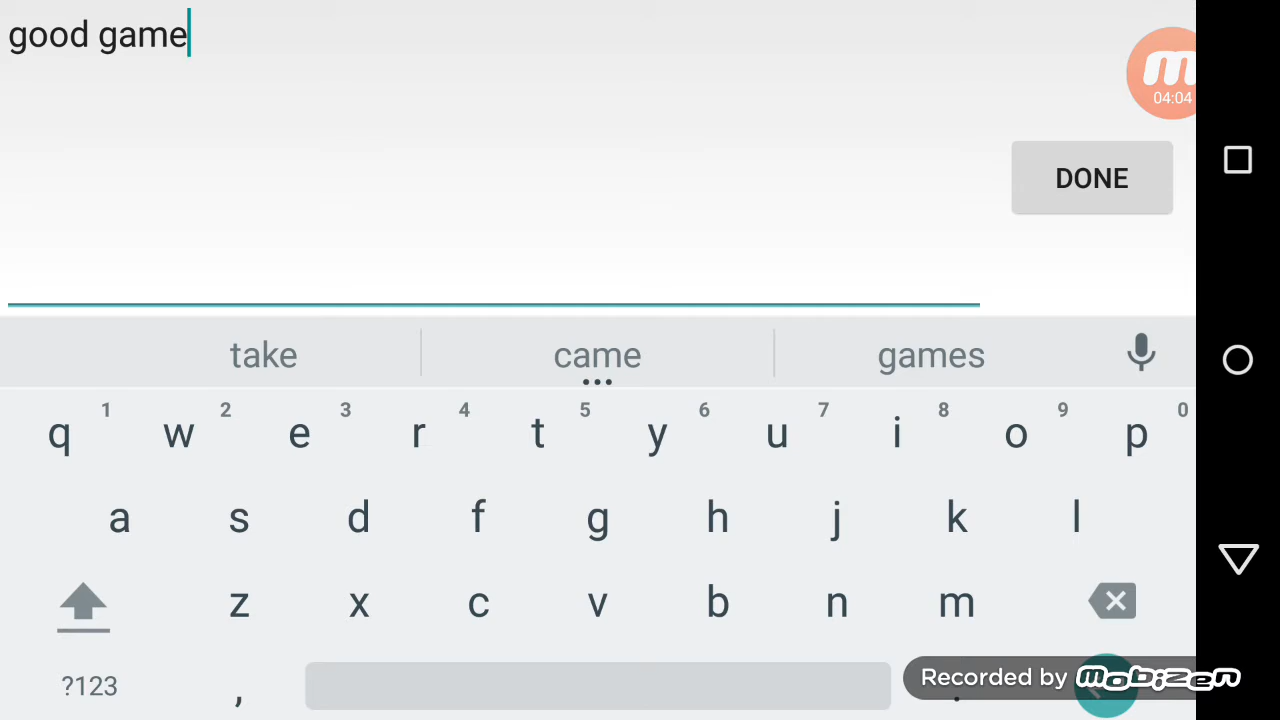 good game
04:04
DONE
take came games
1 2 3 4 5 6 7 8 9 0
q w e r t y u i o p
a s d f g h j k l
z x c v b n m
?123 , .
Recorded by mobizen